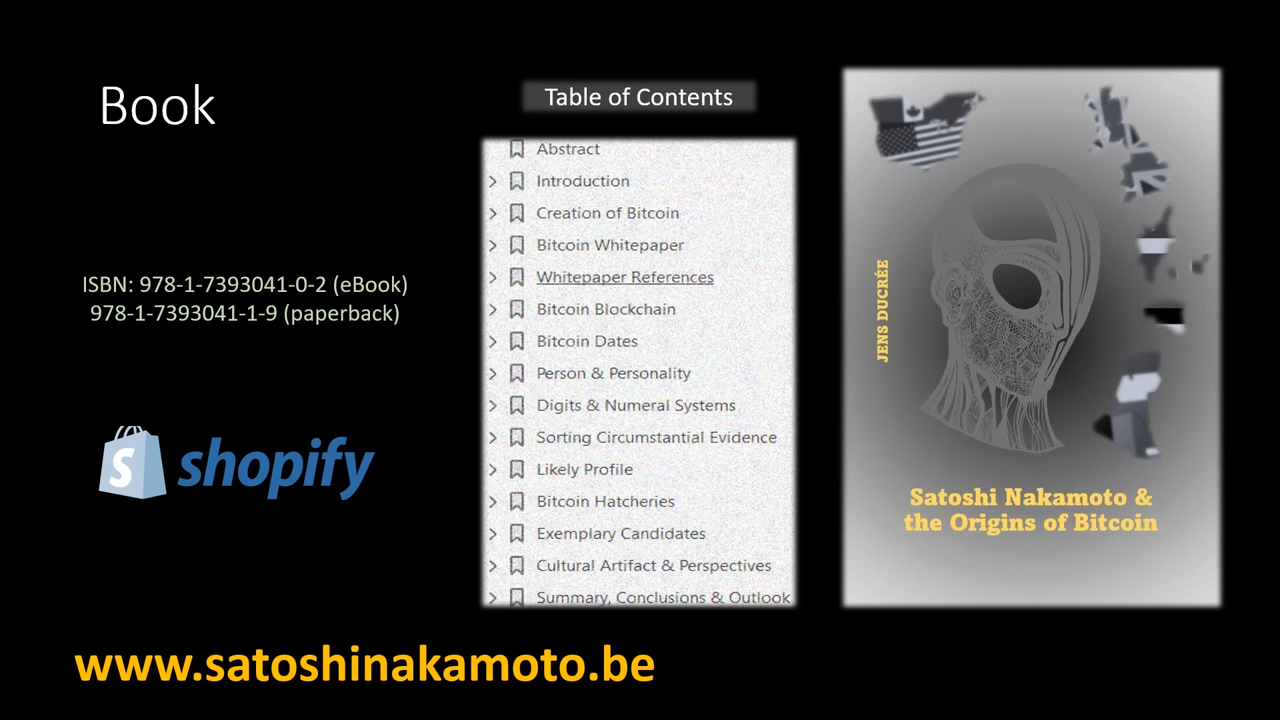 Book
ISBN: 978-1-7393041-0-2 (eBook)
978-1-7393041-1-9 (paperback)
shopify
www.satoshinakamoto.be
Table of Contents
Abstract
Introduction
Creation of Bitcoin
Bitcoin Whitepaper
Whitepaper References
Bitcoin Blockchain
Bitcoin Dates
Person & Personality
Digits & Numeral Systems
Sorting Circumstantial Evidence
Likely Profile
Bitcoin Hatcheries
Exemplary Candidates
Cultural Artifact & Perspectives
Summary, Conclusions & Outlook
JENS DUCRÉE
Satoshi Nakamoto &
the Origins of Bitcoin